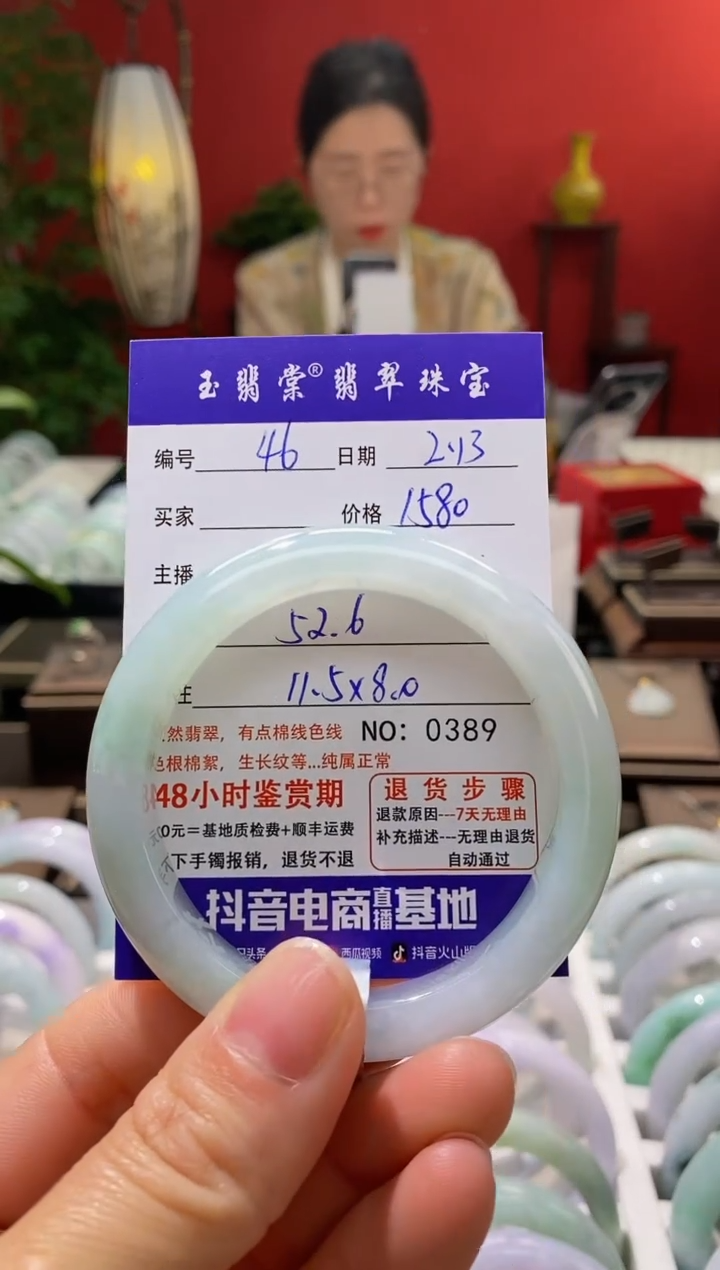 玉翡棠®翡翠珠宝
编号 46 日期 2.13
买家 价格 1580
主播
52.6
注 11.5x8.0
然翡翠，有点棉线色线 NO：0389
色根棉絮，生长纹等...纯属正常
48小时鉴赏期
退货步骤
0元=基地质检费+顺丰运费
退款原因---7天无理由
补充描述---无理由退货
下手镯报销，退货不退
自动通过
抖音电商直播基地
头条 西瓜视频 抖音火山版